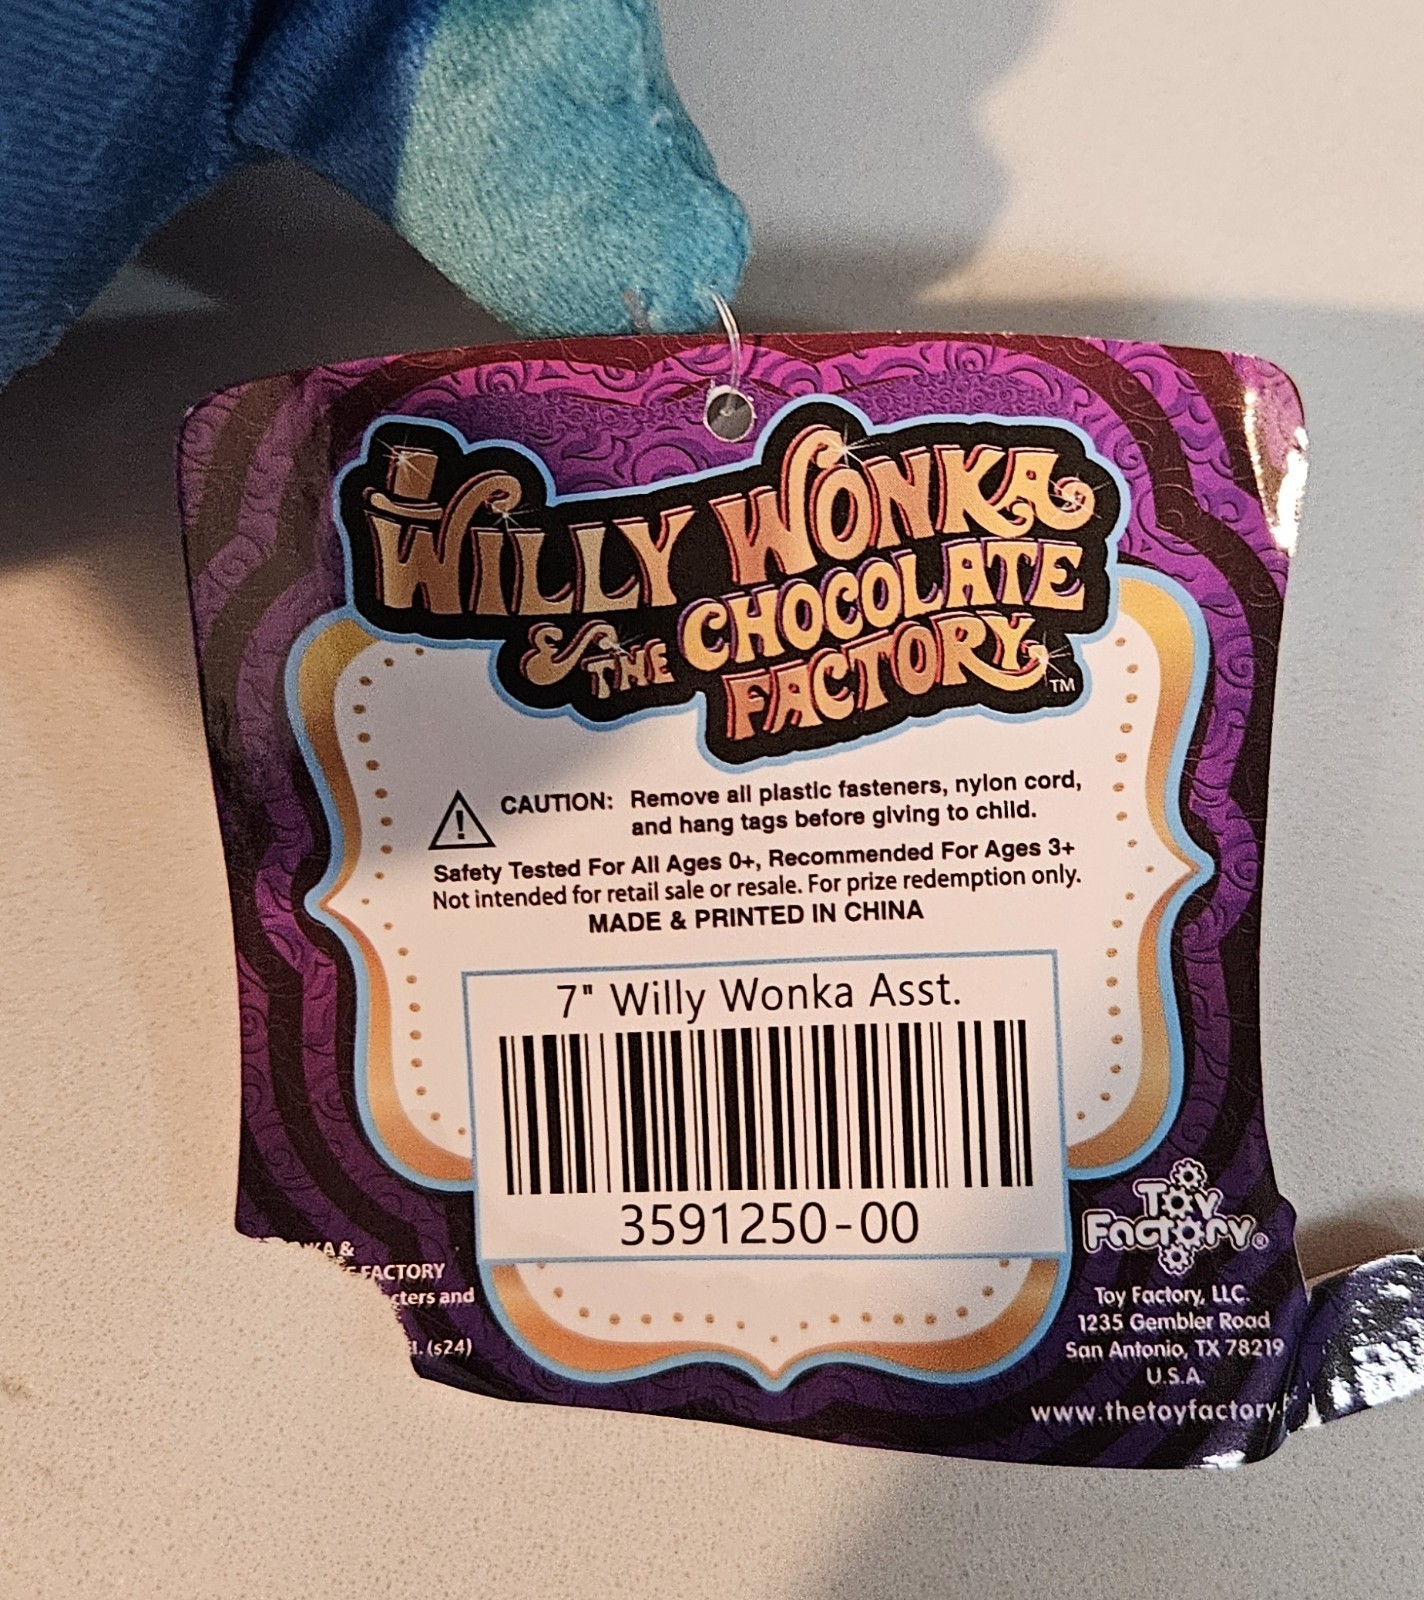 WILLY WONKA
& THE CHOCOLATE
FACTORY™
CAUTION: Remove all plastic fasteners, nylon cord,
and hang tags before giving to child.
Safety Tested For All Ages 0+, Recommended For Ages 3+
Not intended for retail sale or resale. For prize redemption only.
MADE & PRINTED IN CHINA
7" Willy Wonka Asst.
3591250-00
&
FACTORY
and
(s24)
Toy
Factory®
Toy Factory, LLC.
1235 Gembler Road
San Antonio, TX 78219
U.S.A.
www.thetoyfactory.